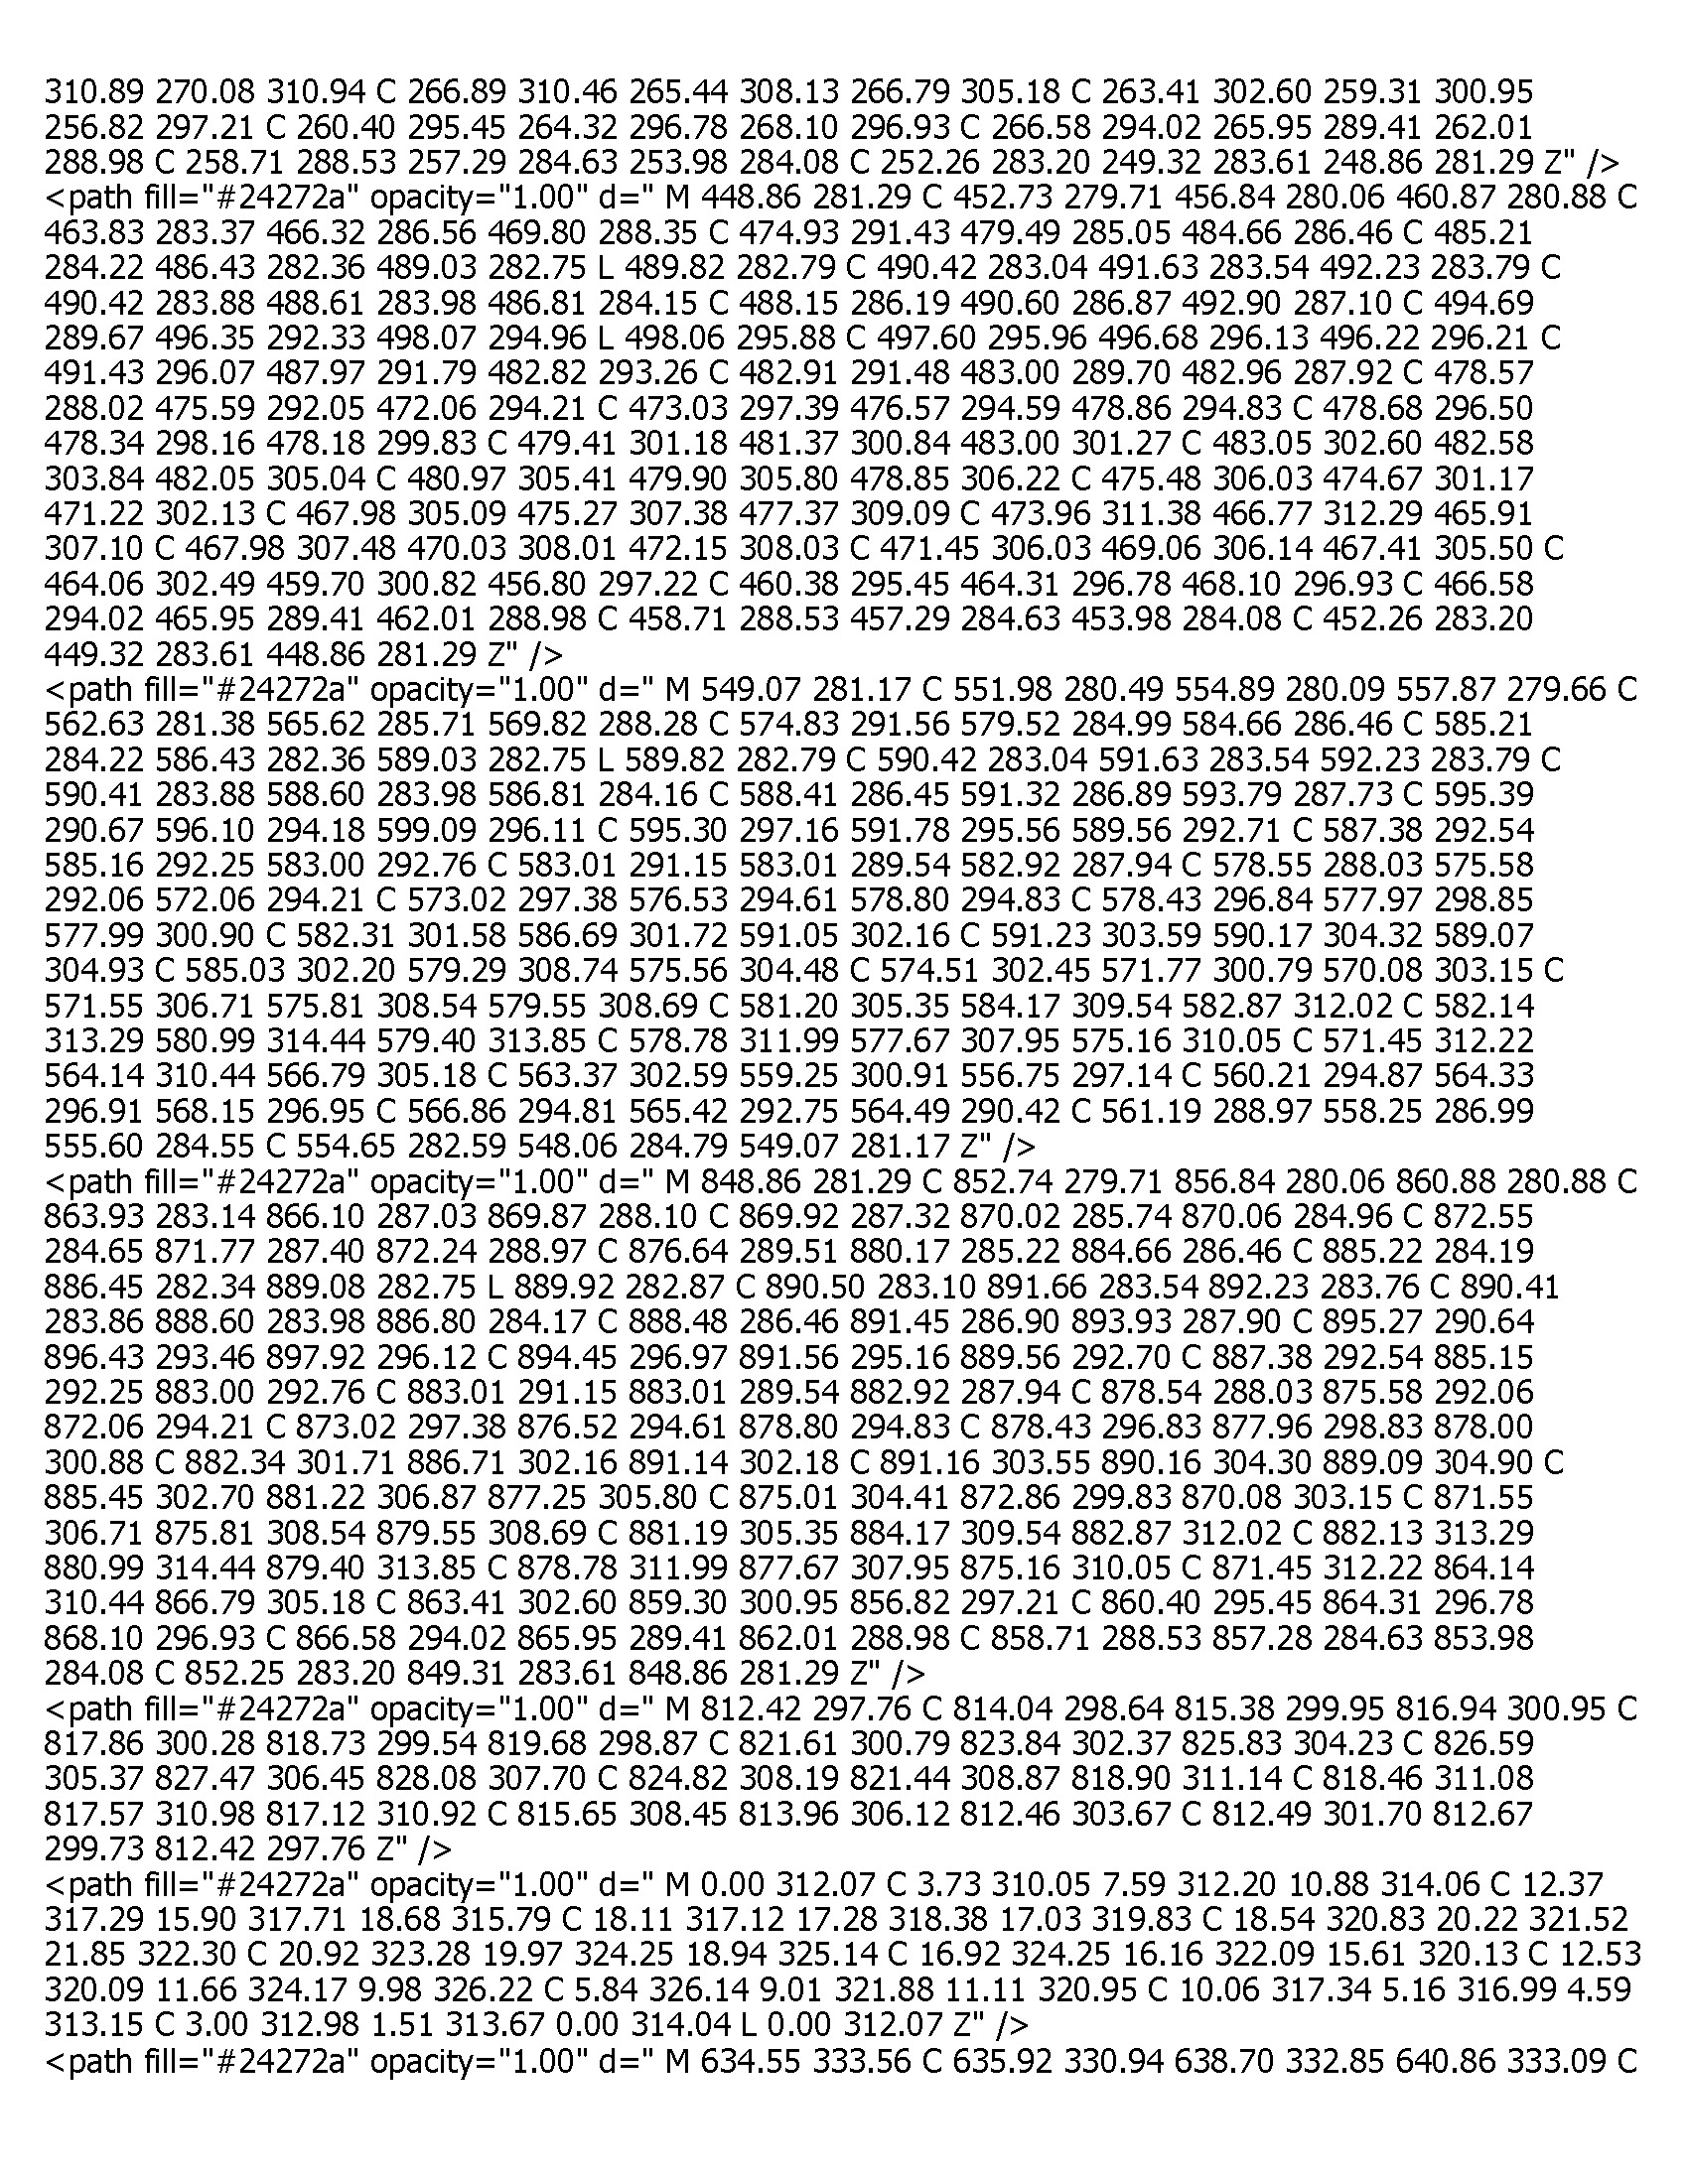 310.89 270.08 310.94 C 266.89 310.46 265.44 308.13 266.79 305.18 C 263.41 302.60 259.31 300.95
256.82 297.21 C 260.40 295.45 264.32 296.78 268.10 296.93 C 266.58 294.02 265.95 289.41 262.01
288.98 C 258.71 288.53 257.29 284.63 253.98 284.08 C 252.26 283.20 249.32 283.61 248.86 281.29 Z" />
<path fill="#24272a" opacity="1.00" d=" M 448.86 281.29 C 452.73 279.71 456.84 280.06 460.87 280.88 C
463.83 283.37 466.32 286.56 469.80 288.35 C 474.93 291.43 479.49 285.05 484.66 286.46 C 485.21
284.22 486.43 282.36 489.03 282.75 L 489.82 282.79 C 490.42 283.04 491.63 283.54 492.23 283.79 C
490.42 283.88 488.61 283.98 486.81 284.15 C 488.15 286.19 490.60 286.87 492.90 287.10 C 494.69
289.67 496.35 292.33 498.07 294.96 L 498.06 295.88 C 497.60 295.96 496.68 296.13 496.22 296.21 C
491.43 296.07 487.97 291.79 482.82 293.26 C 482.91 291.48 483.00 289.70 482.96 287.92 C 478.57
288.02 475.59 292.05 472.06 294.21 C 473.03 297.39 476.57 294.59 478.86 294.83 C 478.68 296.50
478.34 298.16 478.18 299.83 C 479.41 301.18 481.37 300.84 483.00 301.27 C 483.05 302.60 482.58
303.84 482.05 305.04 C 480.97 305.41 479.90 305.80 478.85 306.22 C 475.48 306.03 474.67 301.17
471.22 302.13 C 467.98 305.09 475.27 307.38 477.37 309.09 C 473.96 311.38 466.77 312.29 465.91
307.10 C 467.98 307.48 470.03 308.01 472.15 308.03 C 471.45 306.03 469.06 306.14 467.41 305.50 C
464.06 302.49 459.70 300.82 456.80 297.22 C 460.38 295.45 464.31 296.78 468.10 296.93 C 466.58
294.02 465.95 289.41 462.01 288.98 C 458.71 288.53 457.29 284.63 453.98 284.08 C 452.26 283.20
449.32 283.61 448.86 281.29 Z" />
<path fill="#24272a" opacity="1.00" d=" M 549.07 281.17 C 551.98 280.49 554.89 280.09 557.87 279.66 C
562.63 281.38 565.62 285.71 569.82 288.28 C 574.83 291.56 579.52 284.99 584.66 286.46 C 585.21
284.22 586.43 282.36 589.03 282.75 L 589.82 282.79 C 590.42 283.04 591.63 283.54 592.23 283.79 C
590.41 283.88 588.60 283.98 586.81 284.16 C 588.41 286.45 591.32 286.89 593.79 287.73 C 595.39
290.67 596.10 294.18 599.09 296.11 C 595.30 297.16 591.78 295.56 589.56 292.71 C 587.38 292.54
585.16 292.25 583.00 292.76 C 583.01 291.15 583.01 289.54 582.92 287.94 C 578.55 288.03 575.58
292.06 572.06 294.21 C 573.02 297.38 576.53 294.61 578.80 294.83 C 578.43 296.84 577.97 298.85
577.99 300.90 C 582.31 301.58 586.69 301.72 591.05 302.16 C 591.23 303.59 590.17 304.32 589.07
304.93 C 585.03 302.20 579.29 308.74 575.56 304.48 C 574.51 302.45 571.77 300.79 570.08 303.15 C
571.55 306.71 575.81 308.54 579.55 308.69 C 581.20 305.35 584.17 309.54 582.87 312.02 C 582.14
313.29 580.99 314.44 579.40 313.85 C 578.78 311.99 577.67 307.95 575.16 310.05 C 571.45 312.22
564.14 310.44 566.79 305.18 C 563.37 302.59 559.25 300.91 556.75 297.14 C 560.21 294.87 564.33
296.91 568.15 296.95 C 566.86 294.81 565.42 292.75 564.49 290.42 C 561.19 288.97 558.25 286.99
555.60 284.55 C 554.65 282.59 548.06 284.79 549.07 281.17 Z" />
<path fill="#24272a" opacity="1.00" d=" M 848.86 281.29 C 852.74 279.71 856.84 280.06 860.88 280.88 C
863.93 283.14 866.10 287.03 869.87 288.10 C 869.92 287.32 870.02 285.74 870.06 284.96 C 872.55
284.65 871.77 287.40 872.24 288.97 C 876.64 289.51 880.17 285.22 884.66 286.46 C 885.22 284.19
886.45 282.34 889.08 282.75 L 889.92 282.87 C 890.50 283.10 891.66 283.54 892.23 283.76 C 890.41
283.86 888.60 283.98 886.80 284.17 C 888.48 286.46 891.45 286.90 893.93 287.90 C 895.27 290.64
896.43 293.46 897.92 296.12 C 894.45 296.97 891.56 295.16 889.56 292.70 C 887.38 292.54 885.15
292.25 883.00 292.76 C 883.01 291.15 883.01 289.54 882.92 287.94 C 878.54 288.03 875.58 292.06
872.06 294.21 C 873.02 297.38 876.52 294.61 878.80 294.83 C 878.43 296.83 877.96 298.83 878.00
300.88 C 882.34 301.71 886.71 302.16 891.14 302.18 C 891.16 303.55 890.16 304.30 889.09 304.90 C
885.45 302.70 881.22 306.87 877.25 305.80 C 875.01 304.41 872.86 299.83 870.08 303.15 C 871.55
306.71 875.81 308.54 879.55 308.69 C 881.19 305.35 884.17 309.54 882.87 312.02 C 882.13 313.29
880.99 314.44 879.40 313.85 C 878.78 311.99 877.67 307.95 875.16 310.05 C 871.45 312.22 864.14
310.44 866.79 305.18 C 863.41 302.60 859.30 300.95 856.82 297.21 C 860.40 295.45 864.31 296.78
868.10 296.93 C 866.58 294.02 865.95 289.41 862.01 288.98 C 858.71 288.53 857.28 284.63 853.98
284.08 C 852.25 283.20 849.31 283.61 848.86 281.29 Z" />
<path fill="#24272a" opacity="1.00" d=" M 812.42 297.76 C 814.04 298.64 815.38 299.95 816.94 300.95 C
817.86 300.28 818.73 299.54 819.68 298.87 C 821.61 300.79 823.84 302.37 825.83 304.23 C 826.59
305.37 827.47 306.45 828.08 307.70 C 824.82 308.19 821.44 308.87 818.90 311.14 C 818.46 311.08
817.57 310.98 817.12 310.92 C 815.65 308.45 813.96 306.12 812.46 303.67 C 812.49 301.70 812.67
299.73 812.42 297.76 Z" />
<path fill="#24272a" opacity="1.00" d=" M 0.00 312.07 C 3.73 310.05 7.59 312.20 10.88 314.06 C 12.37
317.29 15.90 317.71 18.68 315.79 C 18.11 317.12 17.28 318.38 17.03 319.83 C 18.54 320.83 20.22 321.52
21.85 322.30 C 20.92 323.28 19.97 324.25 18.94 325.14 C 16.92 324.25 16.16 322.09 15.61 320.13 C 12.53
320.09 11.66 324.17 9.98 326.22 C 5.84 326.14 9.01 321.88 11.11 320.95 C 10.06 317.34 5.16 316.99 4.59
313.15 C 3.00 312.98 1.51 313.67 0.00 314.04 L 0.00 312.07 Z" />
<path fill="#24272a" opacity="1.00" d=" M 634.55 333.56 C 635.92 330.94 638.70 332.85 640.86 333.09 C